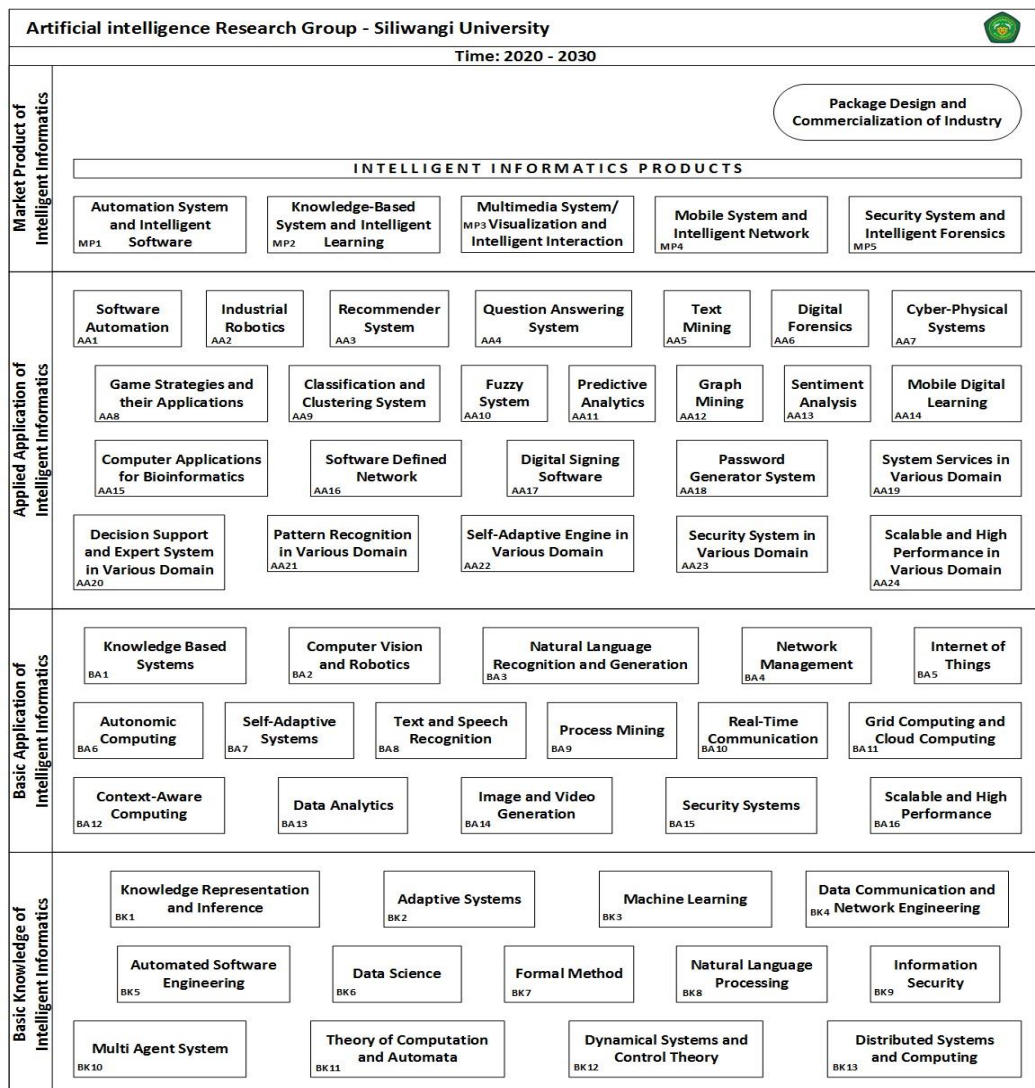 Artificial intelligence Research Group - Siliwangi University
Time: 2020 - 2030
Market Product of
Intelligent Informatics
Package Design and
Commercialization of Industry
INTELLIGENT INFORMATICS PRODUCTS
Automation System
and Intelligent
Software
MP1
Knowledge-Based
System and Intelligent
Learning
MP2
Multimedia System/
Visualization and
Intelligent Interaction
MP3
Mobile System and
Intelligent Network
MP4
Security System and
Intelligent Forensics
MP5
Applied Application of
Intelligent Informatics
Software
Automation
AA1
Industrial
Robotics
AA2
Recommender
System
AA3
Question Answering
System
AA4
Text
Mining
AA5
Digital
Forensics
AA6
Cyber-Physical
Systems
AA7
Game Strategies and
their Applications
AA8
Classification and
Clustering System
AA9
Fuzzy
System
AA10
Predictive
Analytics
AA11
Graph
Mining
AA12
Sentiment
Analysis
AA13
Mobile Digital
Learning
AA14
Computer Applications
for Bioinformatics
AA15
Software Defined
Network
AA16
Digital Signing
Software
AA17
Password
Generator System
AA18
System Services in
Various Domain
AA19
Decision Support
and Expert System
in Various Domain
AA20
Pattern Recognition
in Various Domain
AA21
Self-Adaptive Engine in
Various Domain
AA22
Security System in
Various Domain
AA23
Scalable and High
Performance in
Various Domain
AA24
Basic Application of
Intelligent Informatics
Knowledge Based
Systems
BA1
Computer Vision
and Robotics
BA2
Natural Language
Recognition and Generation
BA3
Network
Management
BA4
Internet of
Things
BA5
Autonomic
Computing
BA6
Self-Adaptive
Systems
BA7
Text and Speech
Recognition
BA8
Process Mining
BA9
Real-Time
Communication
BA10
Grid Computing and
Cloud Computing
BA11
Context-Aware
Computing
BA12
Data Analytics
BA13
Image and Video
Generation
BA14
Security Systems
BA15
Scalable and High
Performance
BA16
Basic Knowledge of
Intelligent Informatics
Knowledge Representation
and Inference
BK1
Adaptive Systems
BK2
Machine Learning
BK3
Data Communication and
Network Engineering
BK4
Automated Software
Engineering
BK5
Data Science
BK6
Formal Method
BK7
Natural Language
Processing
BK8
Information
Security
BK9
Multi Agent System
BK10
Theory of Computation
and Automata
BK11
Dynamical Systems and
Control Theory
BK12
Distributed Systems
and Computing
BK13